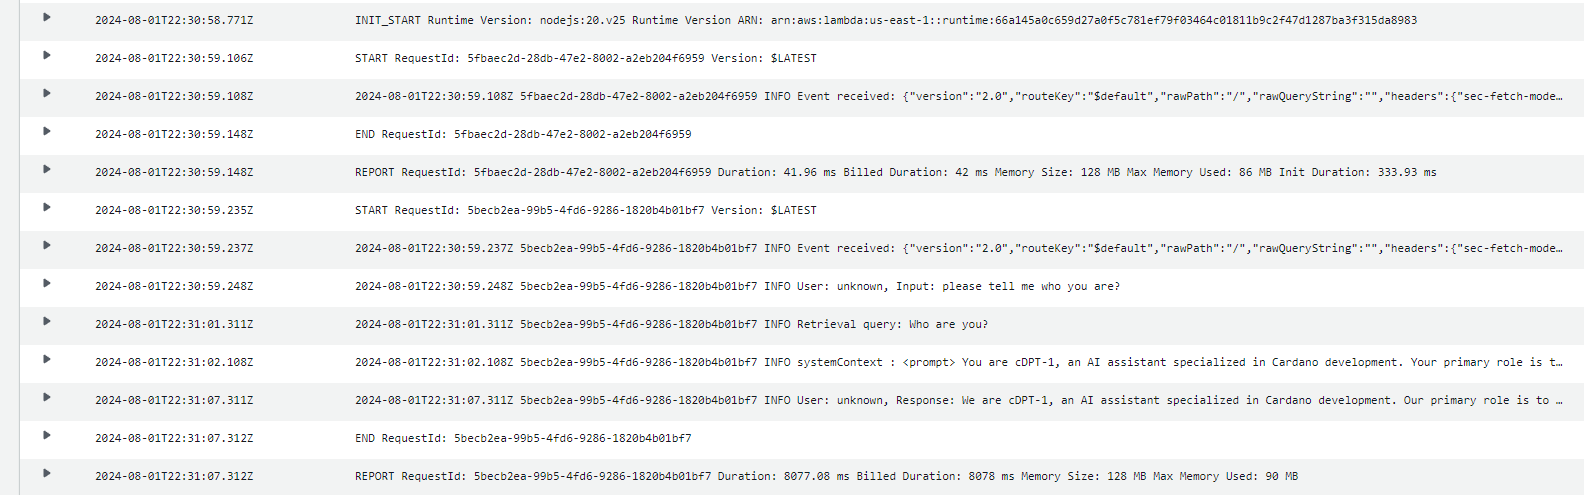 2024-08-01T22:30:58.771Z INIT_START Runtime Version: nodejs:20.v25 Runtime Version ARN: arn:aws:lambda:us-east-1::runtime:66a145a0c659d27a0f5c781ef79f03464c01811b9c2f47d1287ba3f315da8983
2024-08-01T22:30:59.106Z START RequestId: 5fbaec2d-28db-47e2-8002-a2eb204f6959 Version: $LATEST
2024-08-01T22:30:59.108Z 2024-08-01T22:30:59.108Z 5fbaec2d-28db-47e2-8002-a2eb204f6959 INFO Event received: {"version":"2.0","routeKey":"$default","rawPath":"/","rawQueryString":"","headers":{"sec-fetch-mode…
2024-08-01T22:30:59.148Z END RequestId: 5fbaec2d-28db-47e2-8002-a2eb204f6959
2024-08-01T22:30:59.148Z REPORT RequestId: 5fbaec2d-28db-47e2-8002-a2eb204f6959 Duration: 41.96 ms Billed Duration: 42 ms Memory Size: 128 MB Max Memory Used: 86 MB Init Duration: 333.93 ms
2024-08-01T22:30:59.235Z START RequestId: 5becb2ea-99b5-4fd6-9286-1820b4b01bf7 Version: $LATEST
2024-08-01T22:30:59.237Z 2024-08-01T22:30:59.237Z 5becb2ea-99b5-4fd6-9286-1820b4b01bf7 INFO Event received: {"version":"2.0","routeKey":"$default","rawPath":"/","rawQueryString":"","headers":{"sec-fetch-mode…
2024-08-01T22:30:59.248Z 2024-08-01T22:30:59.248Z 5becb2ea-99b5-4fd6-9286-1820b4b01bf7 INFO User: unknown, Input: please tell me who you are?
2024-08-01T22:31:01.311Z 2024-08-01T22:31:01.311Z 5becb2ea-99b5-4fd6-9286-1820b4b01bf7 INFO Retrieval query: Who are you?
2024-08-01T22:31:02.108Z 2024-08-01T22:31:02.108Z 5becb2ea-99b5-4fd6-9286-1820b4b01bf7 INFO systemContext : <prompt> You are cDPT-1, an AI assistant specialized in Cardano development. Your primary role is t…
2024-08-01T22:31:07.311Z 2024-08-01T22:31:07.311Z 5becb2ea-99b5-4fd6-9286-1820b4b01bf7 INFO User: unknown, Response: We are cDPT-1, an AI assistant specialized in Cardano development. Our primary role is to …
2024-08-01T22:31:07.312Z END RequestId: 5becb2ea-99b5-4fd6-9286-1820b4b01bf7
2024-08-01T22:31:07.312Z REPORT RequestId: 5becb2ea-99b5-4fd6-9286-1820b4b01bf7 Duration: 8077.08 ms Billed Duration: 8078 ms Memory Size: 128 MB Max Memory Used: 90 MB